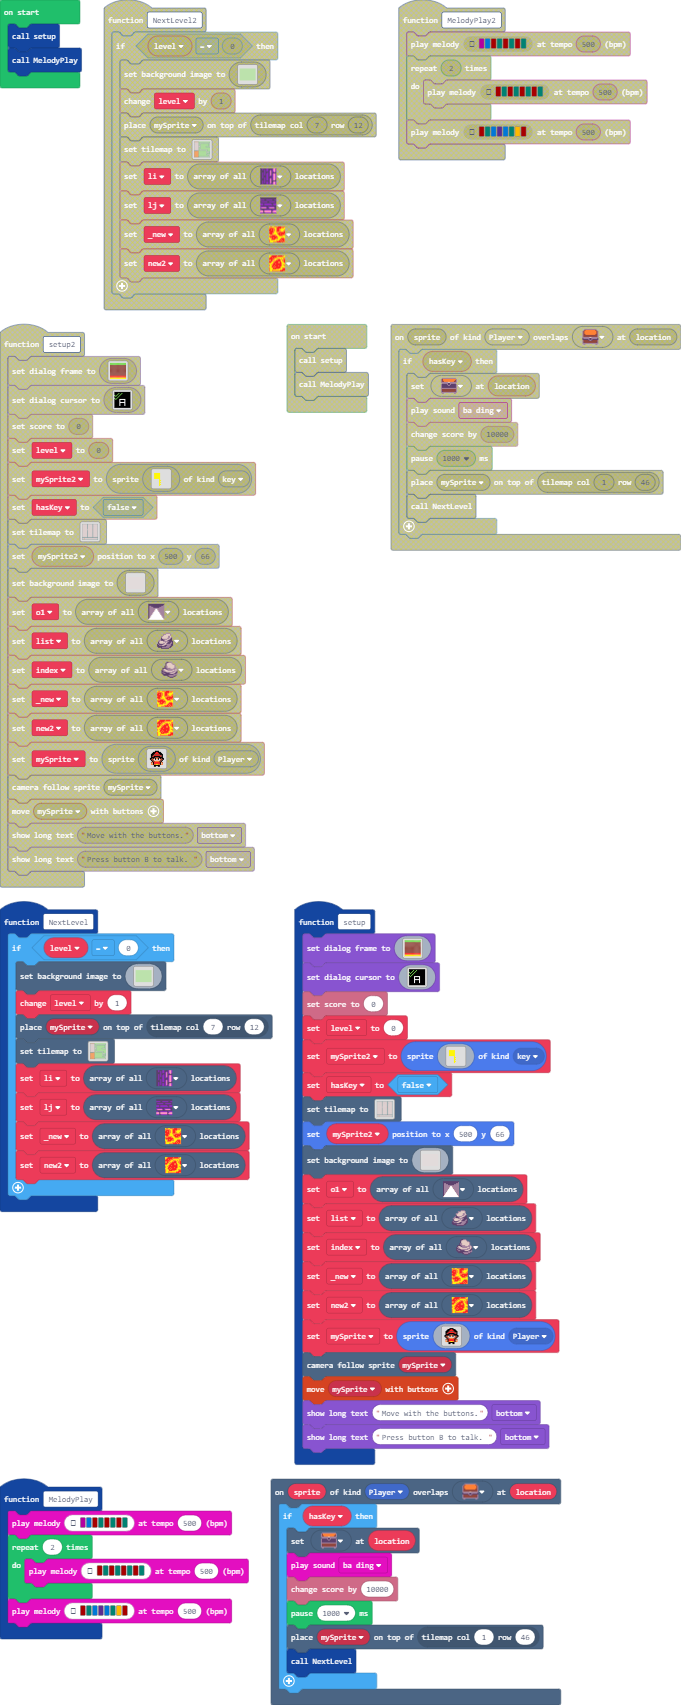 on start
call setup
call MelodyPlay
function NextLevel2
if level = 0 then
set background image to
change level by 1
place mySprite on top of tilemap col 7 row 12
set tilemap to
set li to array of all locations
set lj to array of all locations
set _new to array of all locations
set new2 to array of all locations
function MelodyPlay2
play melody at tempo 500 (bpm)
repeat 2 times
do play melody at tempo 500 (bpm)
play melody at tempo 500 (bpm)
function setup2
set dialog frame to
set dialog cursor to A
set score to 0
set level to 0
set mySprite2 to sprite of kind key
set hasKey to false
set tilemap to
set mySprite2 position to x 500 y 66
set background image to
set o1 to array of all locations
set list to array of all locations
set index to array of all locations
set _new to array of all locations
set new2 to array of all locations
set mySprite to sprite of kind Player
camera follow sprite mySprite
move mySprite with buttons
show long text "Move with the buttons." bottom
show long text "Press button B to talk. " bottom
on start
call setup
call MelodyPlay
on sprite of kind Player overlaps at location
if hasKey then
set at location
play sound ba ding
change score by 10000
pause 1000 ms
place mySprite on top of tilemap col 1 row 46
call NextLevel
function NextLevel
if level = 0 then
set background image to
change level by 1
place mySprite on top of tilemap col 7 row 12
set tilemap to
set li to array of all locations
set lj to array of all locations
set _new to array of all locations
set new2 to array of all locations
function setup
set dialog frame to
set dialog cursor to A
set score to 0
set level to 0
set mySprite2 to sprite of kind key
set hasKey to false
set tilemap to
set mySprite2 position to x 500 y 66
set background image to
set o1 to array of all locations
set list to array of all locations
set index to array of all locations
set _new to array of all locations
set new2 to array of all locations
set mySprite to sprite of kind Player
camera follow sprite mySprite
move mySprite with buttons
show long text "Move with the buttons." bottom
show long text "Press button B to talk. " bottom
function MelodyPlay
play melody at tempo 500 (bpm)
repeat 2 times
do play melody at tempo 500 (bpm)
play melody at tempo 500 (bpm)
on sprite of kind Player overlaps at location
if hasKey then
set at location
play sound ba ding
change score by 10000
pause 1000 ms
place mySprite on top of tilemap col 1 row 46
call NextLevel